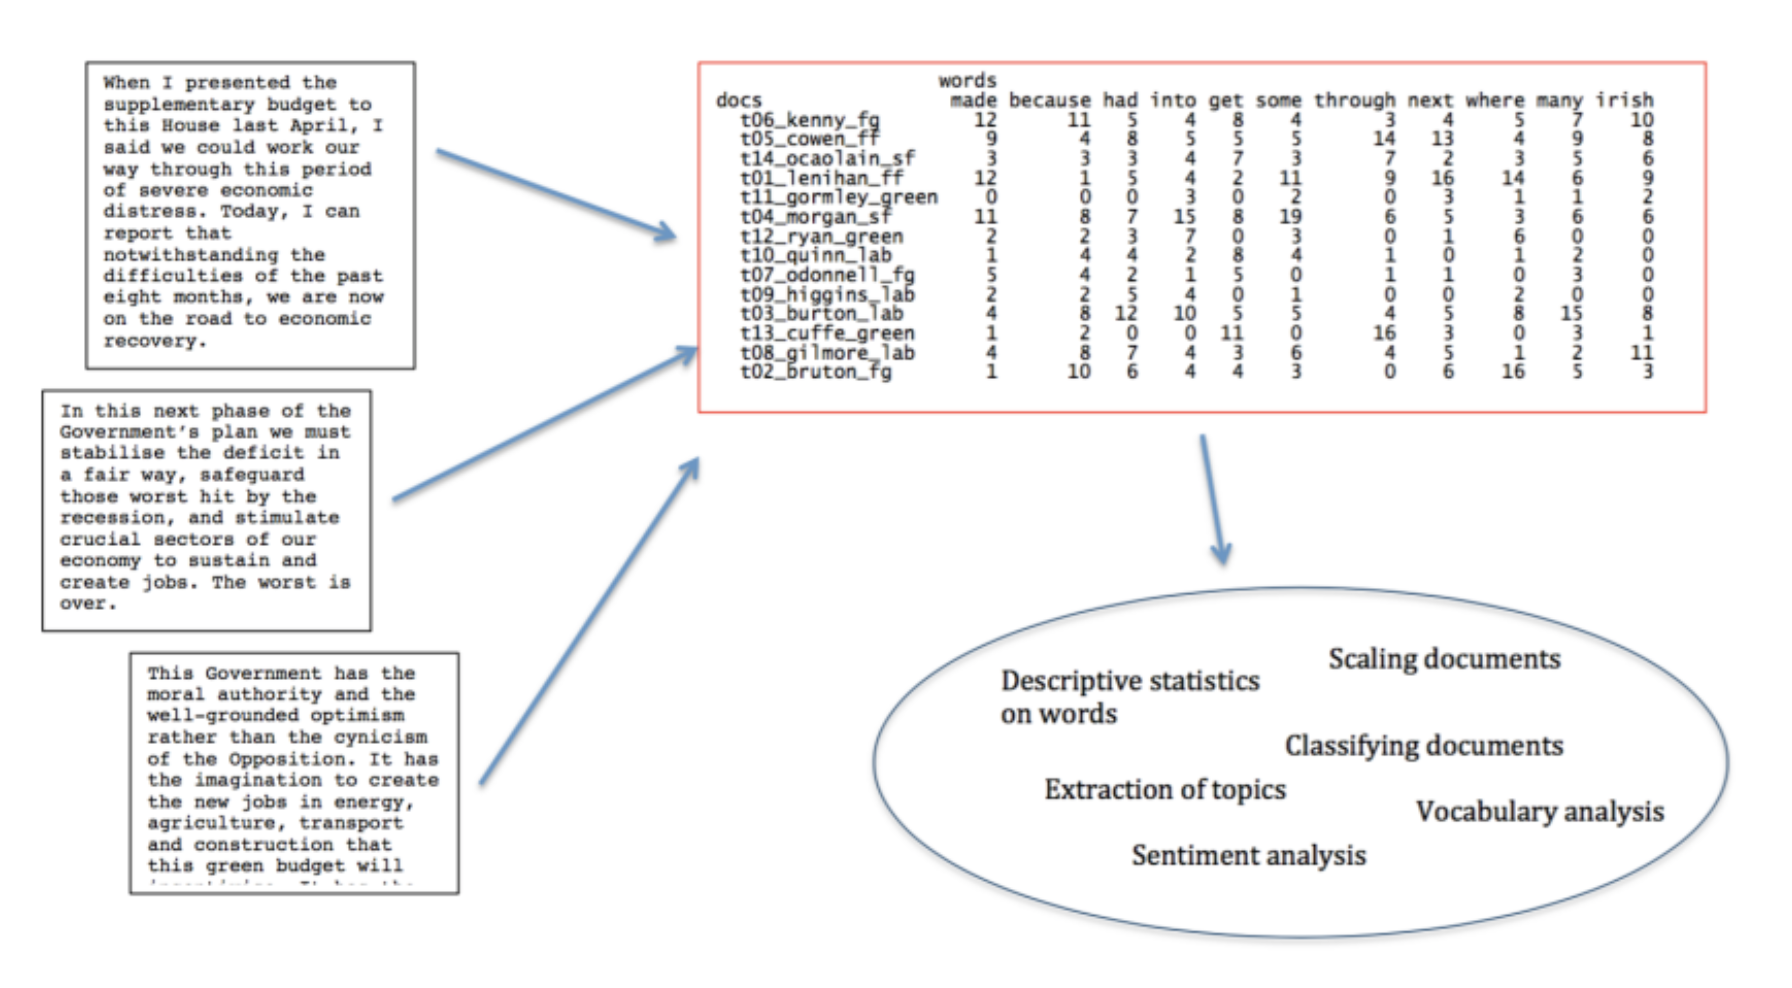 When I presented the
supplementary budget to
this House last April, I
said we could work our
way through this period
of severe economic
distress. Today, I can
report that
notwithstanding the
difficulties of the past
eight months, we are now
on the road to economic
recovery.
In this next phase of the
Government's plan we must
stabilise the deficit in
a fair way, safeguard
those worst hit by the
recession, and stimulate
crucial sectors of our
economy to sustain and
create jobs. The worst is
over.
This Government has the
moral authority and the
well-grounded optimism
rather than the cynicism
of the Opposition. It has
the imagination to create
the new jobs in energy,
agriculture, transport
and construction that
this green budget will
words
docs made because had into get some through next where many irish
t06_kenny_fg 12 11 5 4 8 4 3 4 5 7 10
t05_cowen_ff 9 4 8 5 5 5 14 13 4 9 8
t14_ocaolain_sf 3 3 3 4 7 3 7 2 3 5 6
t01_lenihan_ff 12 1 5 4 2 11 9 16 14 6 9
t11_gormley_green 0 0 0 3 0 2 0 3 1 1 2
t04_morgan_sf 11 8 7 15 8 19 6 5 3 6 6
t12_ryan_green 2 2 3 7 0 3 0 1 6 0 0
t10_quinn_lab 1 4 4 2 8 4 1 0 1 2 0
t07_odonnell_fg 5 4 2 1 5 0 1 1 0 3 0
t09_higgins_lab 2 2 5 4 0 1 0 0 2 0 0
t03_burton_lab 4 8 12 10 5 5 4 5 8 15 8
t13_cuffe_green 1 2 0 0 11 0 16 3 0 3 1
t08_gilmore_lab 4 8 7 4 3 6 4 5 1 2 11
t02_bruton_fg 1 10 6 4 4 3 0 6 16 5 3
Scaling documents
Descriptive statistics
on words
Classifying documents
Extraction of topics
Vocabulary analysis
Sentiment analysis